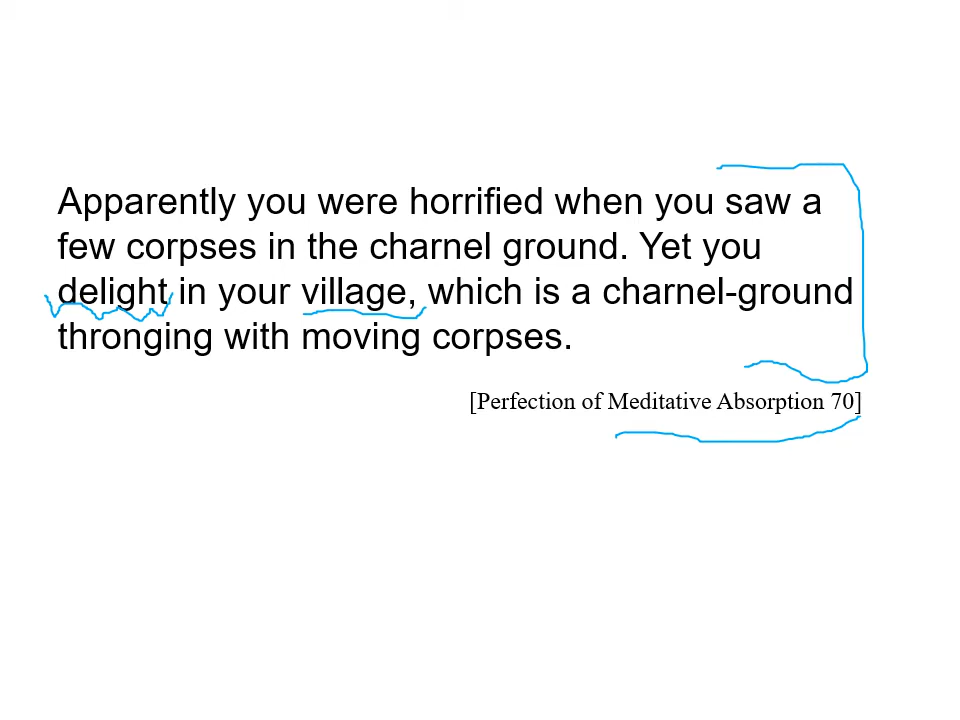 Apparently you were horrified when you saw a
few corpses in the charnel ground. Yet you
delight in your village, which is a charnel-ground
thronging with moving corpses.
[Perfection of Meditative Absorption 70]